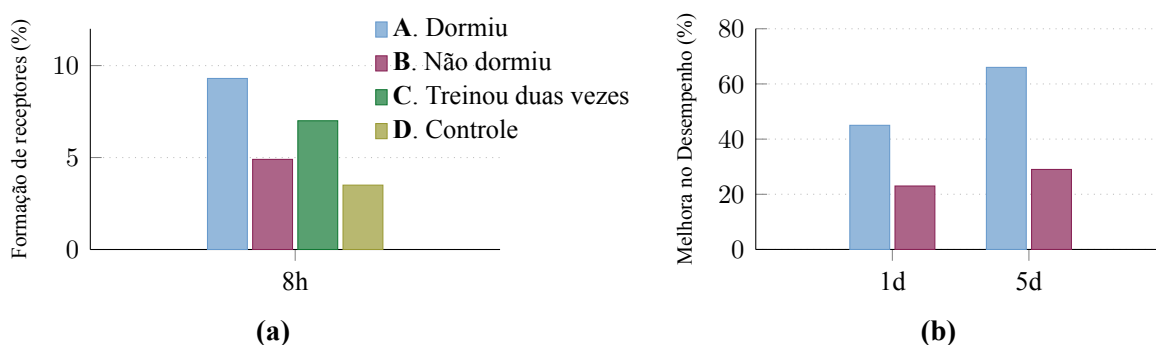 Formação de receptores (%)
10
5
0
8h
A. Dormiu
B. Não dormiu
C. Treinou duas vezes
D. Controle
(a)
Melhora no Desempenho (%)
80
60
40
20
0
1d
5d
(b)